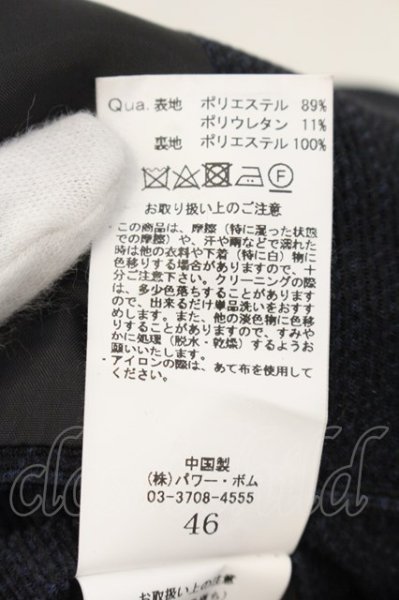 Qua. 表地 ポリエステル 89%
ポリウレタン 11%
裏地 ポリエステル 100%
F
お取り扱い上のご注意
・この商品は、摩擦（特に湿った状態
での摩擦）や、汗や雨などで濡れた
時は他の衣料や下着（特に白）物に
色移りする場合がありますので、十
分ご注意下さい。クリーニングの際
は、多少色落ちすることがあります
ので、出来るだけ単品洗いをおすす
めします。また、他の淡色物に色移
りすることがありますので、すみや
かに処理（脱水・乾燥）するようお
願いいたします。
・アイロンの際は、あて布を使用して
ください。
中国製
（株）パワー・ボム
03-3708-4555
46
お取り扱い上の注意